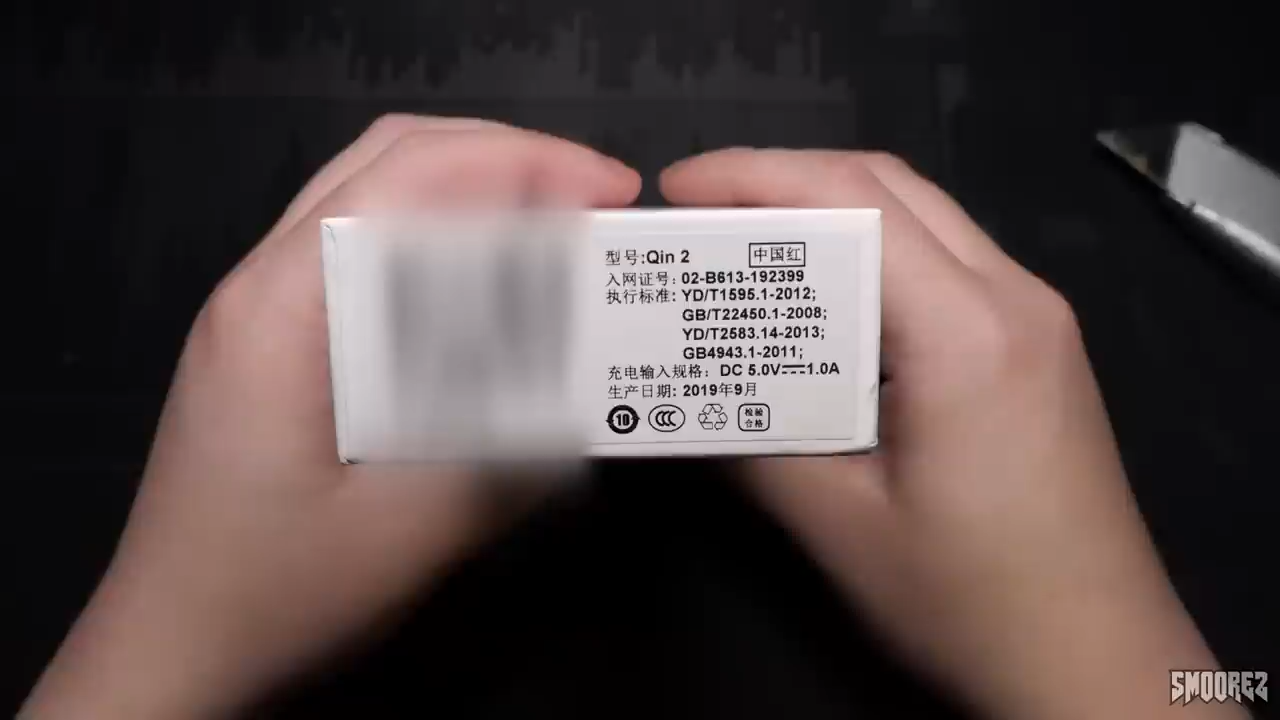 型号:Qin 2 中国红
入网证号: 02-B613-192399
执行标准: YD/T1595.1-2012;
GB/T22450.1-2008;
YD/T2583.14-2013;
GB4943.1-2011;
充电输入规格: DC 5.0V⎓1.0A
生产日期: 2019年9月
10 CCC 检验
合格
SMOOREZ